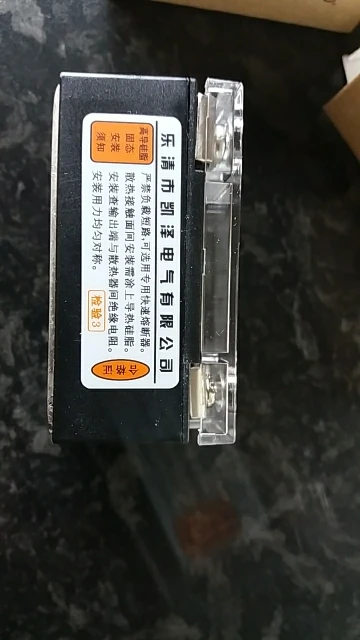 乐清市凯泽电气有限公司
高导硅脂
固态
安装
须知
严禁负载短路,可选用专用快速熔断器。
散热接触面间安装需涂上导热硅脂。
安装查输出端与散热器间绝缘电阻。
安装用力均匀对称。
检验3
合格证